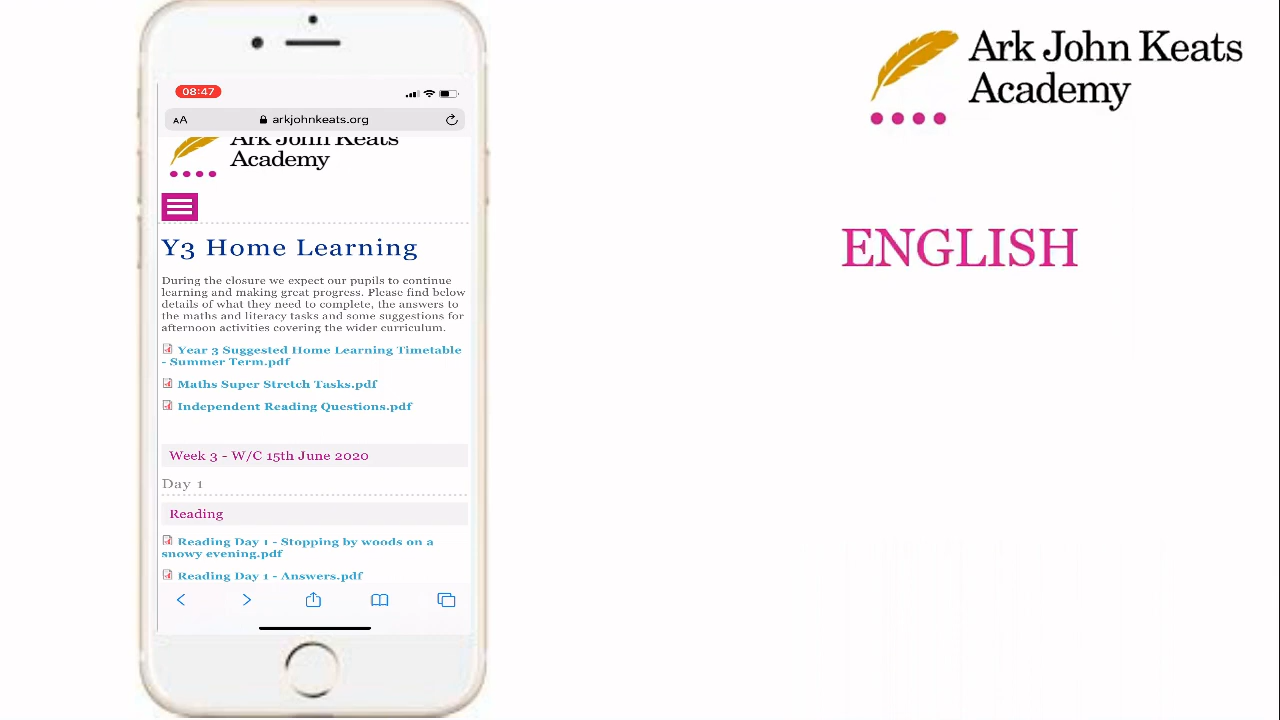 08:47
AA arkjohnkeats.org
Ark John Keats
Academy
Y3 Home Learning
During the closure we expect our pupils to continue
learning and making great progress. Please find below
details of what they need to complete, the answers to
the maths and literacy tasks and some suggestions for
afternoon activities covering the wider curriculum.
Year 3 Suggested Home Learning Timetable
- Summer Term.pdf
Maths Super Stretch Tasks.pdf
Independent Reading Questions.pdf
Week 3 - W/C 15th June 2020
Day 1
Reading
Reading Day 1 - Stopping by woods on a
snowy evening.pdf
Reading Day 1 - Answers.pdf
Ark John Keats
Academy
ENGLISH